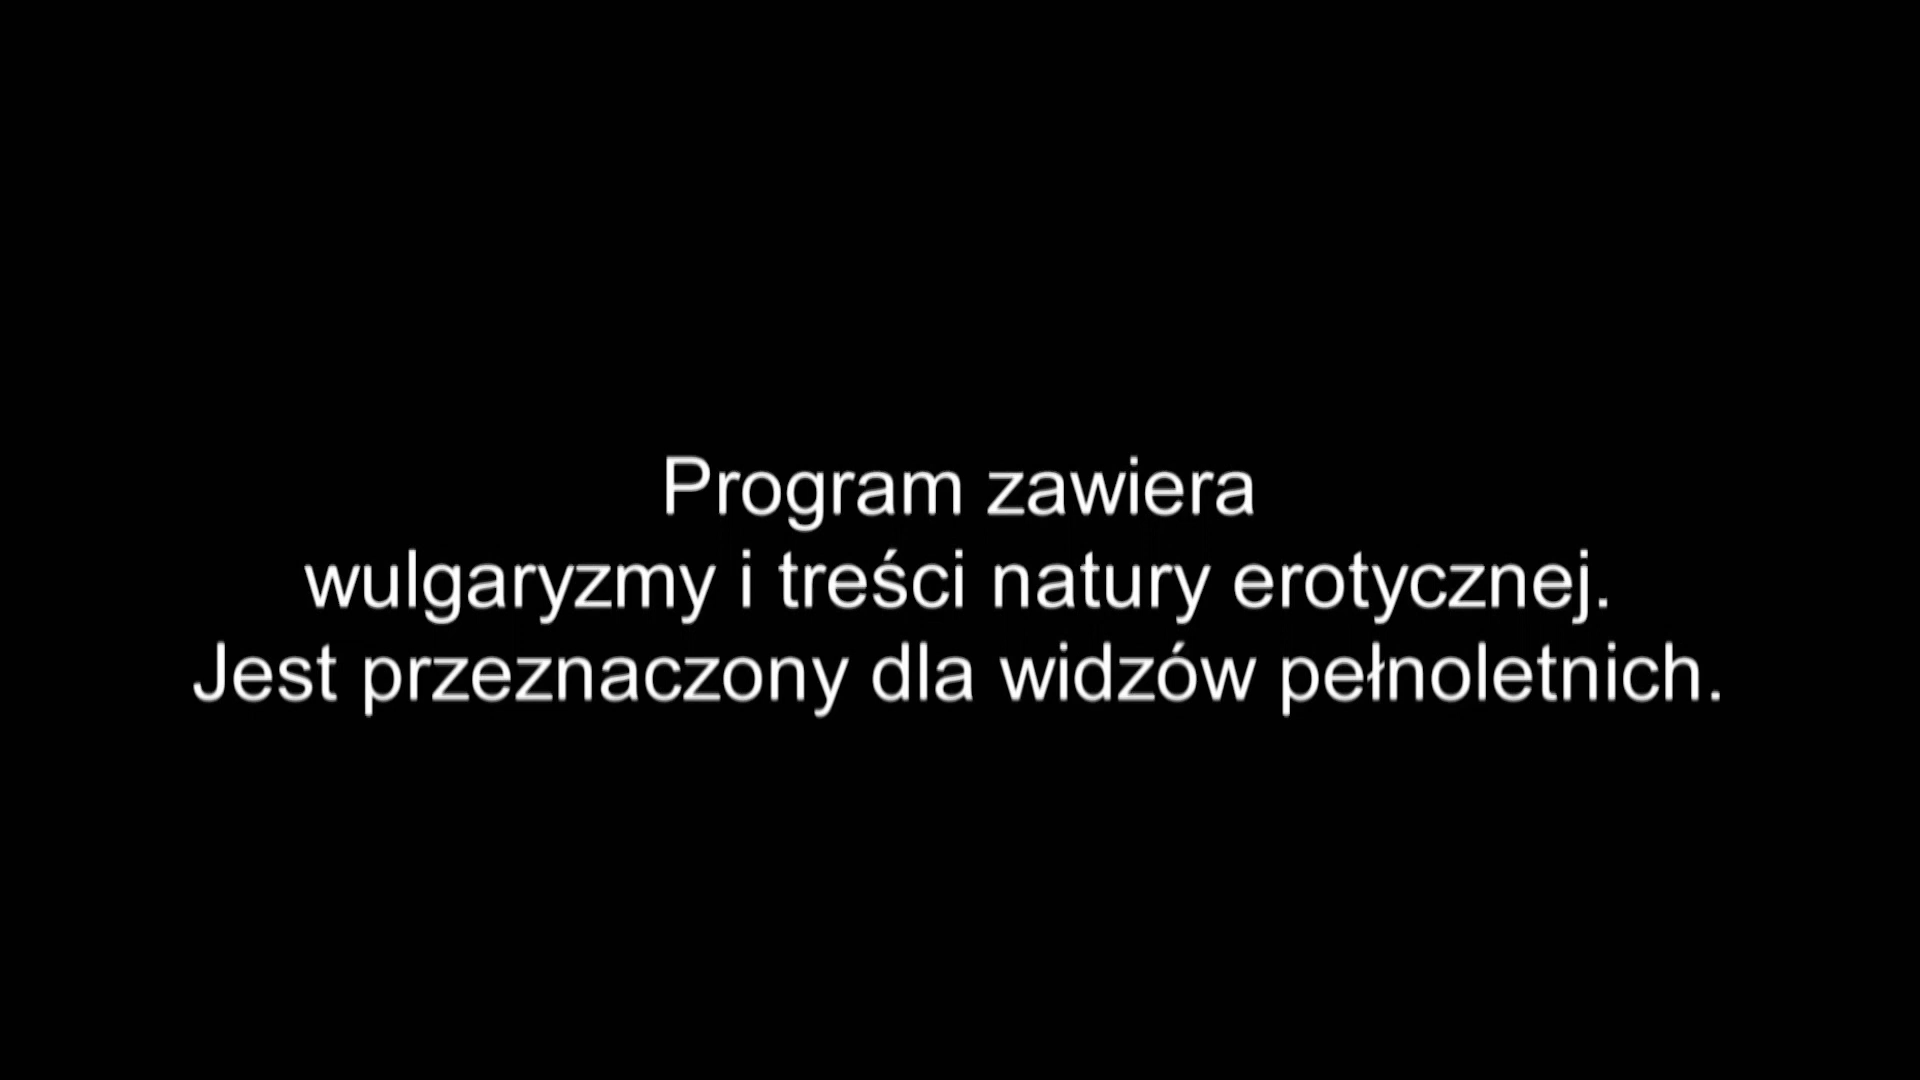 Program zawiera
wulgaryzmy i treści natury erotycznej.
Jest przeznaczony dla widzów pełnoletnich.